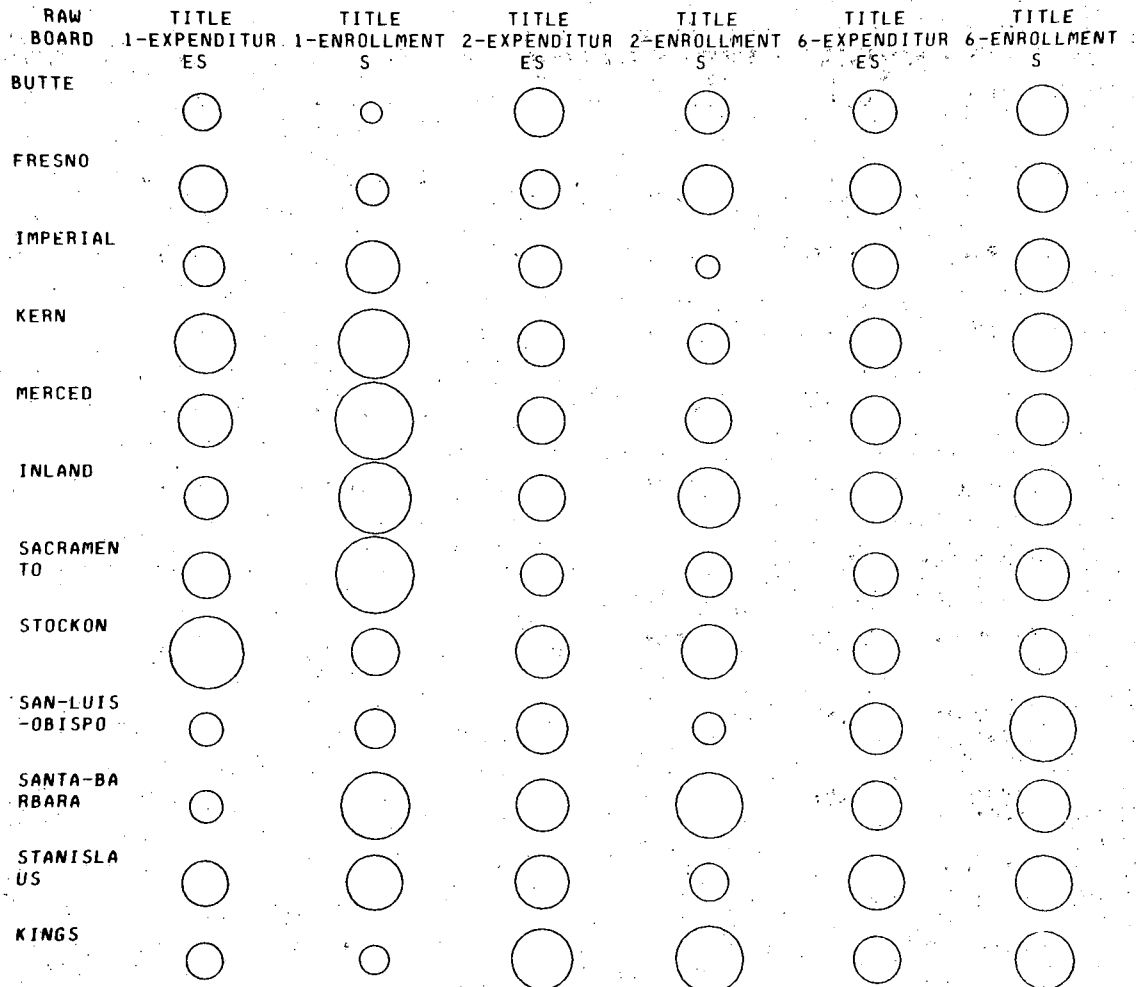 RAW TITLE TITLE TITLE TITLE TITLE TITLE
BOARD 1-EXPENDITUR 1-ENROLLMENT 2-EXPENDITUR 2-ENROLLMENT 6-EXPENDITUR 6-ENROLLMENT
ES S ES S ES S
BUTTE
FRESNO
IMPERIAL
KERN
MERCED
INLAND
SACRAMEN
TO
STOCKON
SAN-LUIS
-OBISPO
SANTA-BA
RBARA
STANISLA
US
KINGS